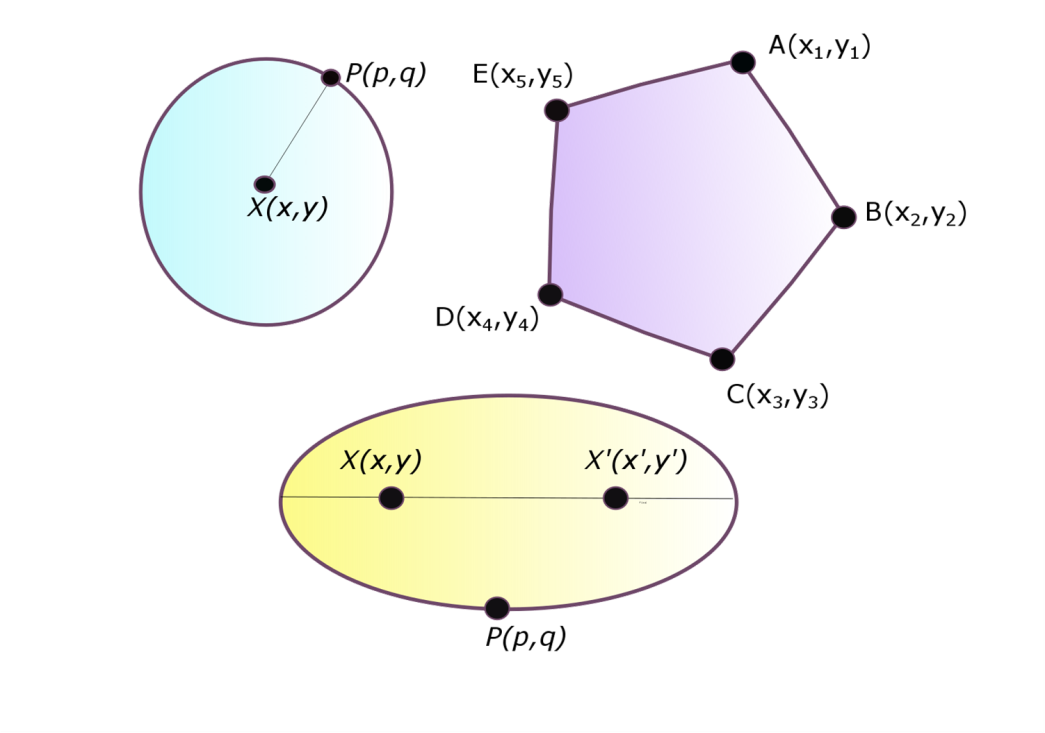 P(p,q)
X(x,y)
A(x₁,y₁)
E(x₅,y₅)
B(x₂,y₂)
D(x₄,y₄)
C(x₃,y₃)
X(x,y)
X'(x',y')
P(p,q)